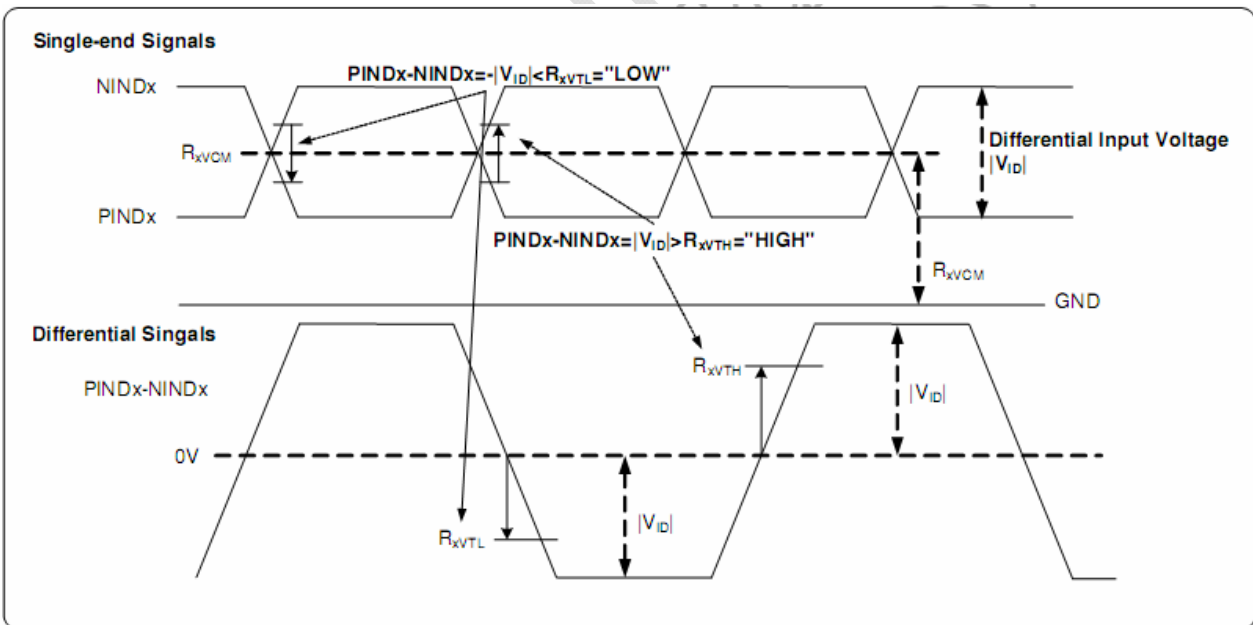 Single-end Signals
PINDx-NINDx=-|VID|<RxVTL="LOW"
NINDx
RxVCM
Differential Input Voltage
|VID|
PINDx
PINDx-NINDx=|VID|>RxVTH="HIGH"
RxVCM
GND
Differential Singals
RxVTH
PINDx-NINDx
|VID|
0V
|VID|
RxVTL